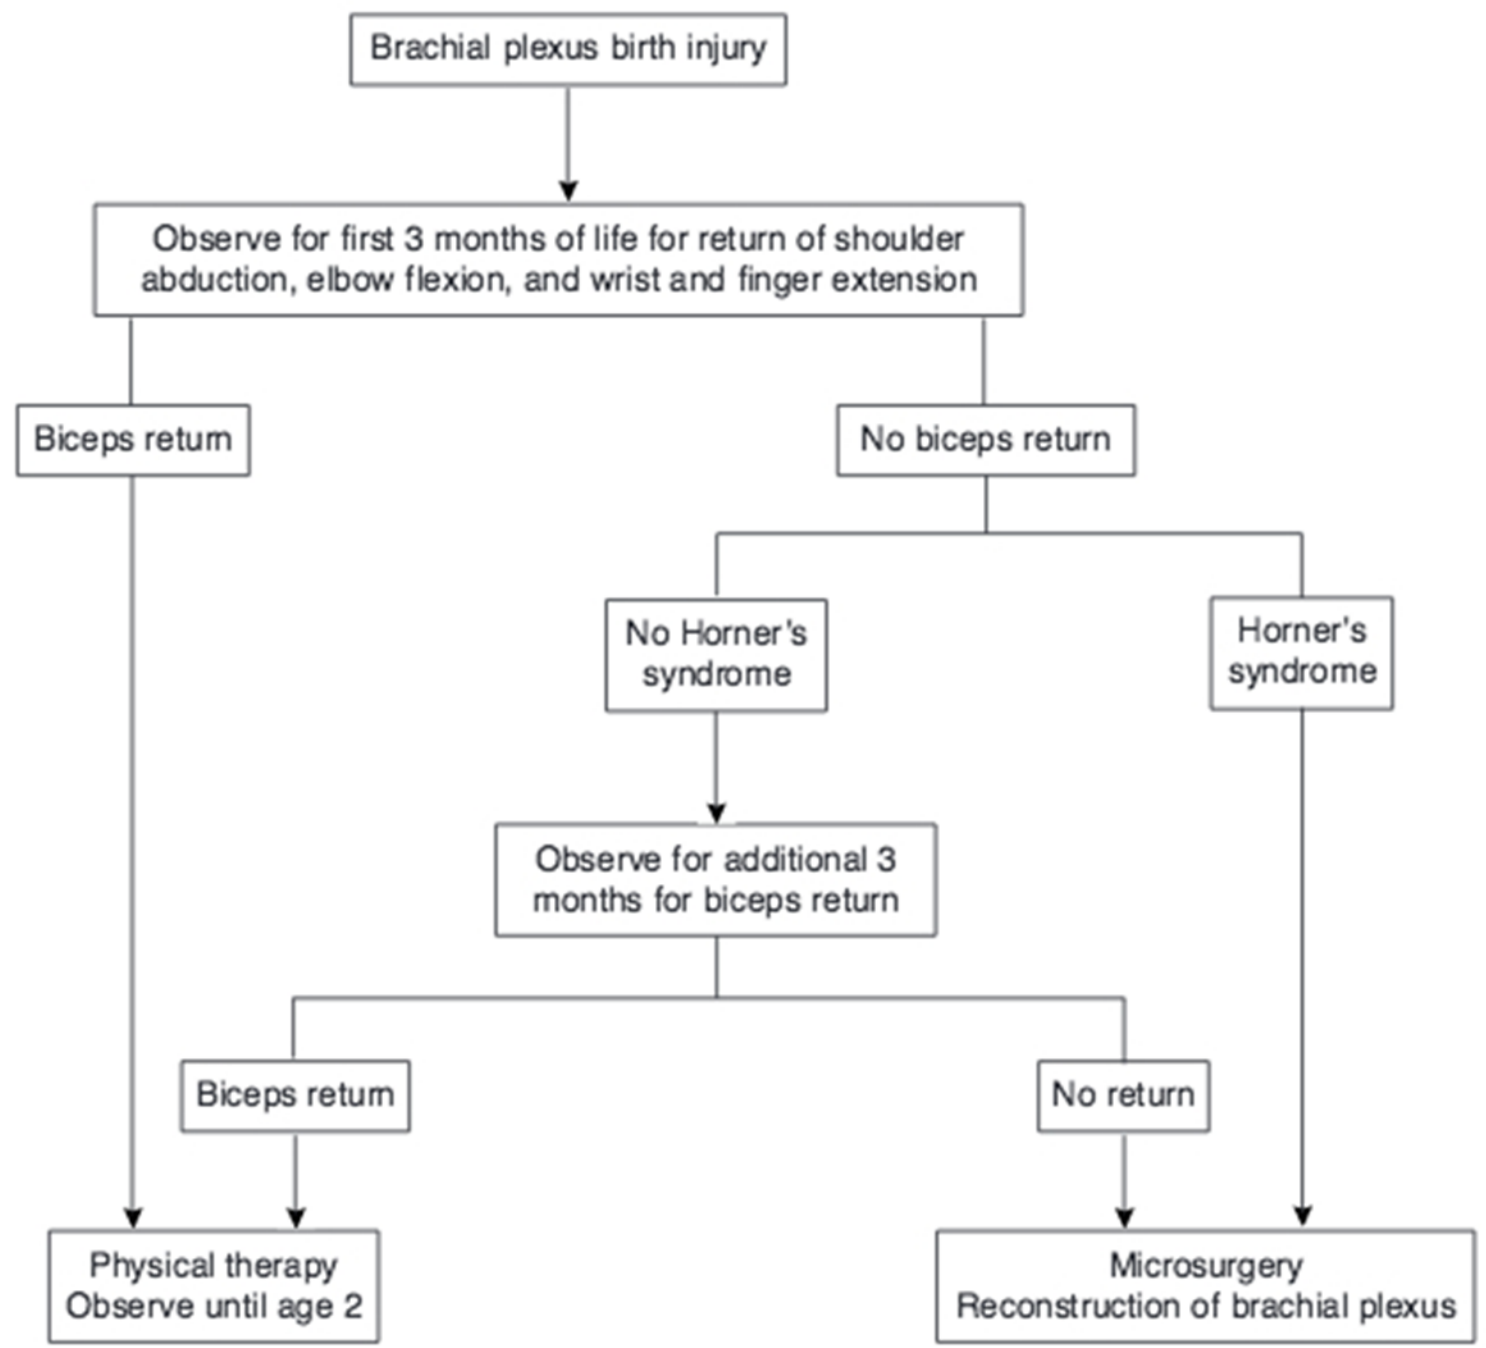 Brachial plexus birth injury
Observe for first 3 months of life for return of shoulder
abduction, elbow flexion, and wrist and finger extension
Biceps return
No biceps return
No Horner's
syndrome
Horner's
syndrome
Observe for additional 3
months for biceps return
Biceps return
No return
Physical therapy
Observe until age 2
Microsurgery
Reconstruction of brachial plexus